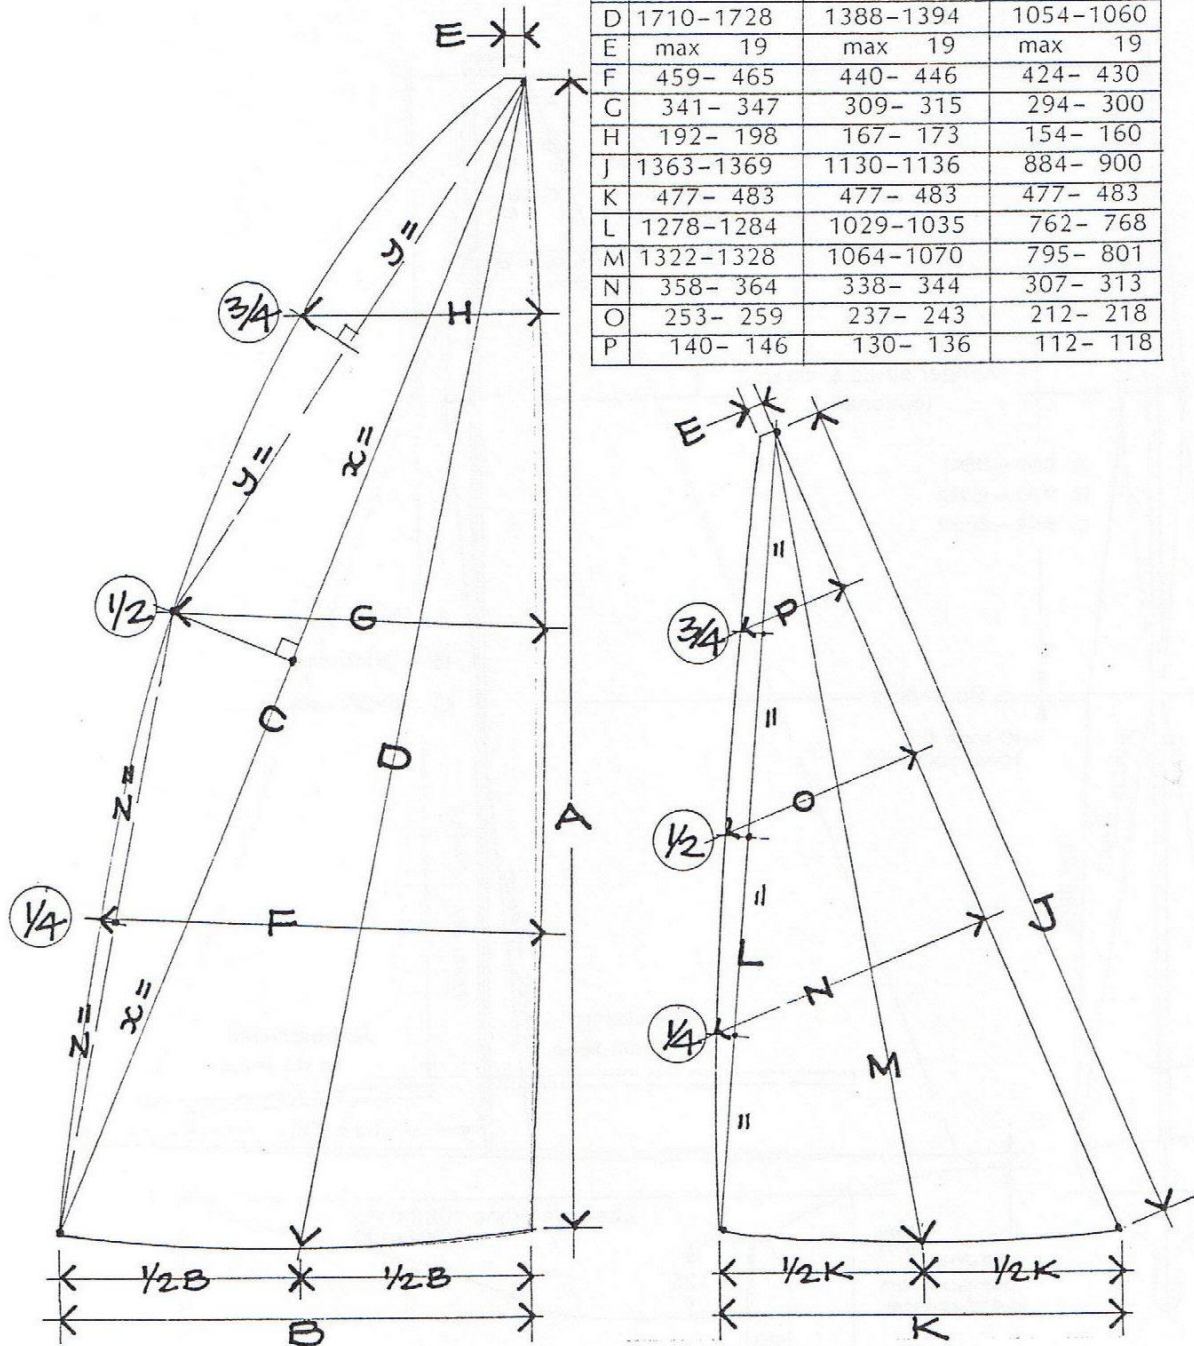 D 1710-1728 1388-1394 1054-1060
E max 19 max 19 max 19
F 459- 465 440- 446 424- 430
G 341- 347 309- 315 294- 300
H 192- 198 167- 173 154- 160
J 1363-1369 1130-1136 884- 900
K 477- 483 477- 483 477- 483
L 1278-1284 1029-1035 762- 768
M 1322-1328 1064-1070 795- 801
N 358- 364 338- 344 307- 313
O 253- 259 237- 243 212- 218
P 140- 146 130- 136 112- 118
E
y=
3/4
H
x=
y=
1/2
G
C
D
A
z=
1/4
F
x=
z=
1/2B
1/2B
B
E
3/4
P
1/2
O
J
L
N
1/4
M
1/2K
1/2K
K